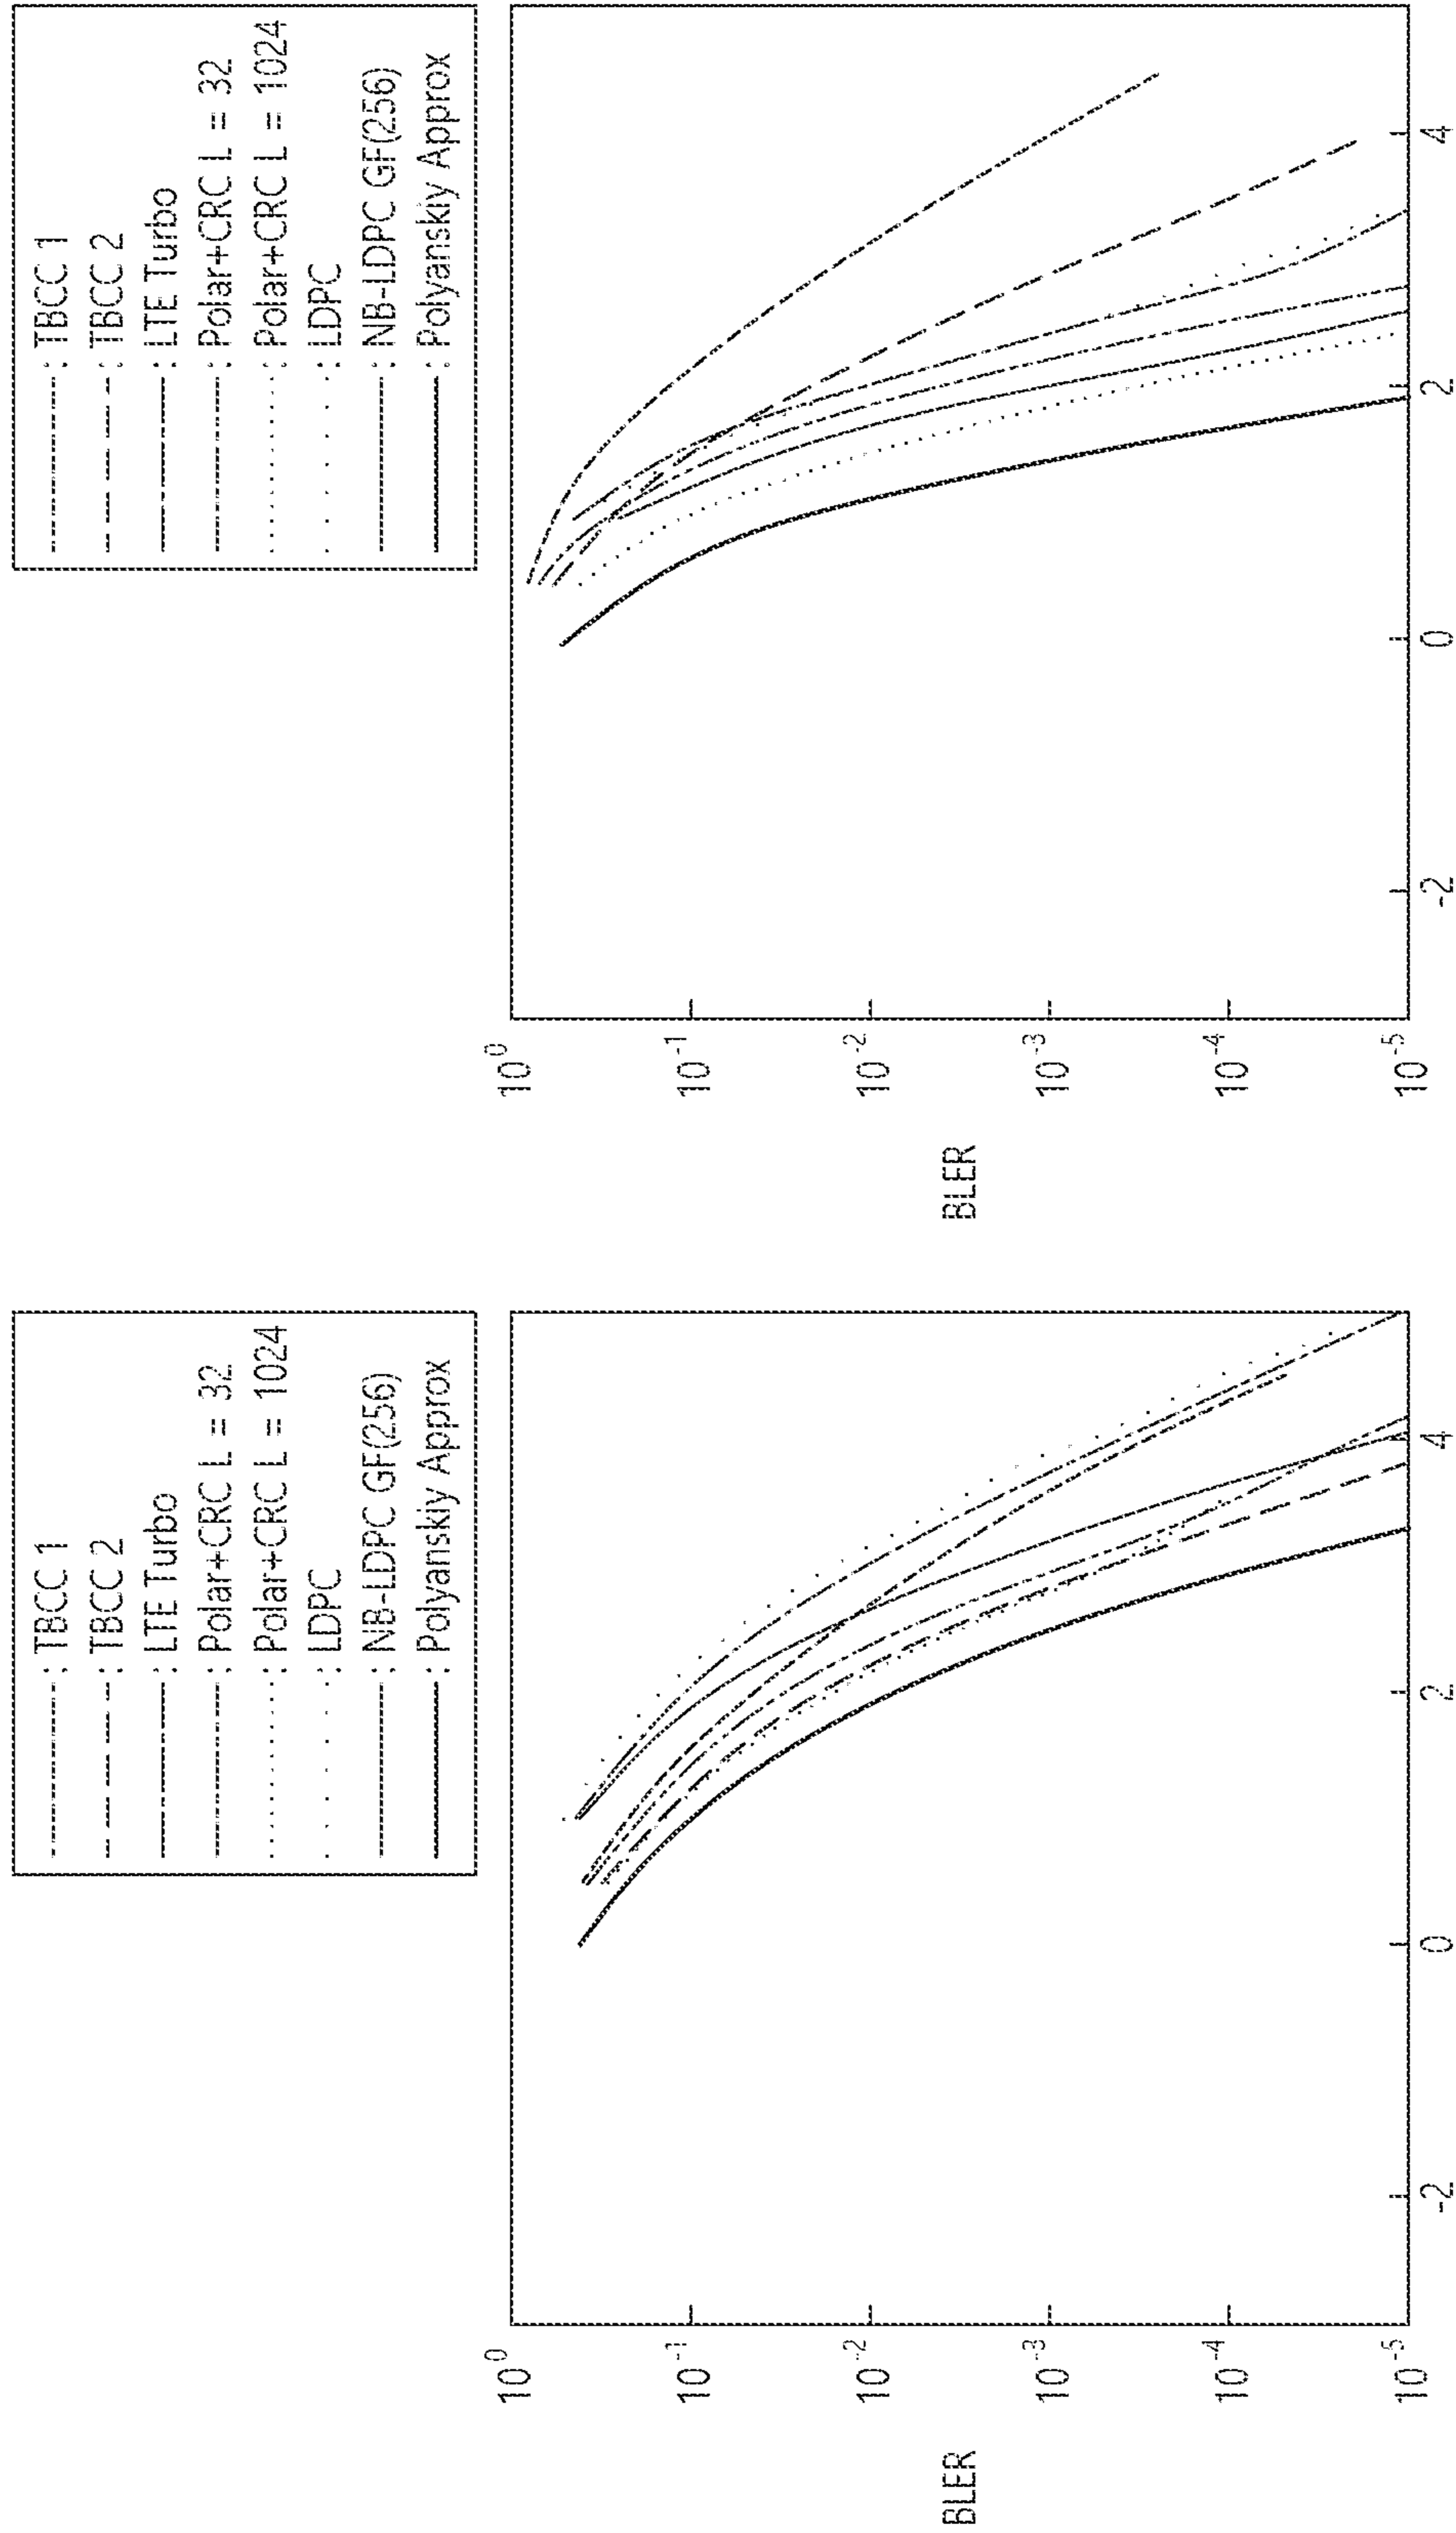 : TBCC 1
: TBCC 2
: LTE Turbo
: Polar+CRC L = 32
: Polar+CRC L = 1024
: LDPC
: NB-LDPC GF(256)
: Polyanskiy Approx
BLER
10^0
10^-1
10^-2
10^-3
10^-4
10^-5
-2
0
2
4
: TBCC 1
: TBCC 2
: LTE Turbo
: Polar+CRC L = 32
: Polar+CRC L = 1024
: LDPC
: NB-LDPC GF(256)
: Polyanskiy Approx
BLER
10^0
10^-1
10^-2
10^-3
10^-4
10^-5
-2
0
2
4